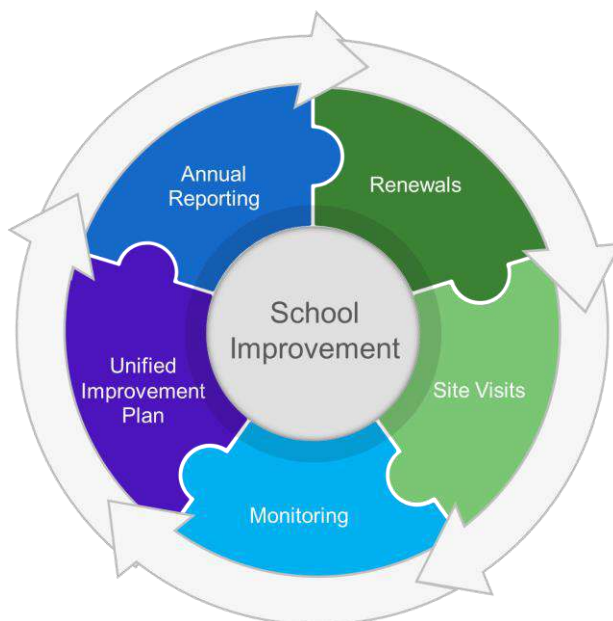 Annual
Reporting
Renewals
School
Improvement
Unified
Improvement
Plan
Site Visits
Monitoring